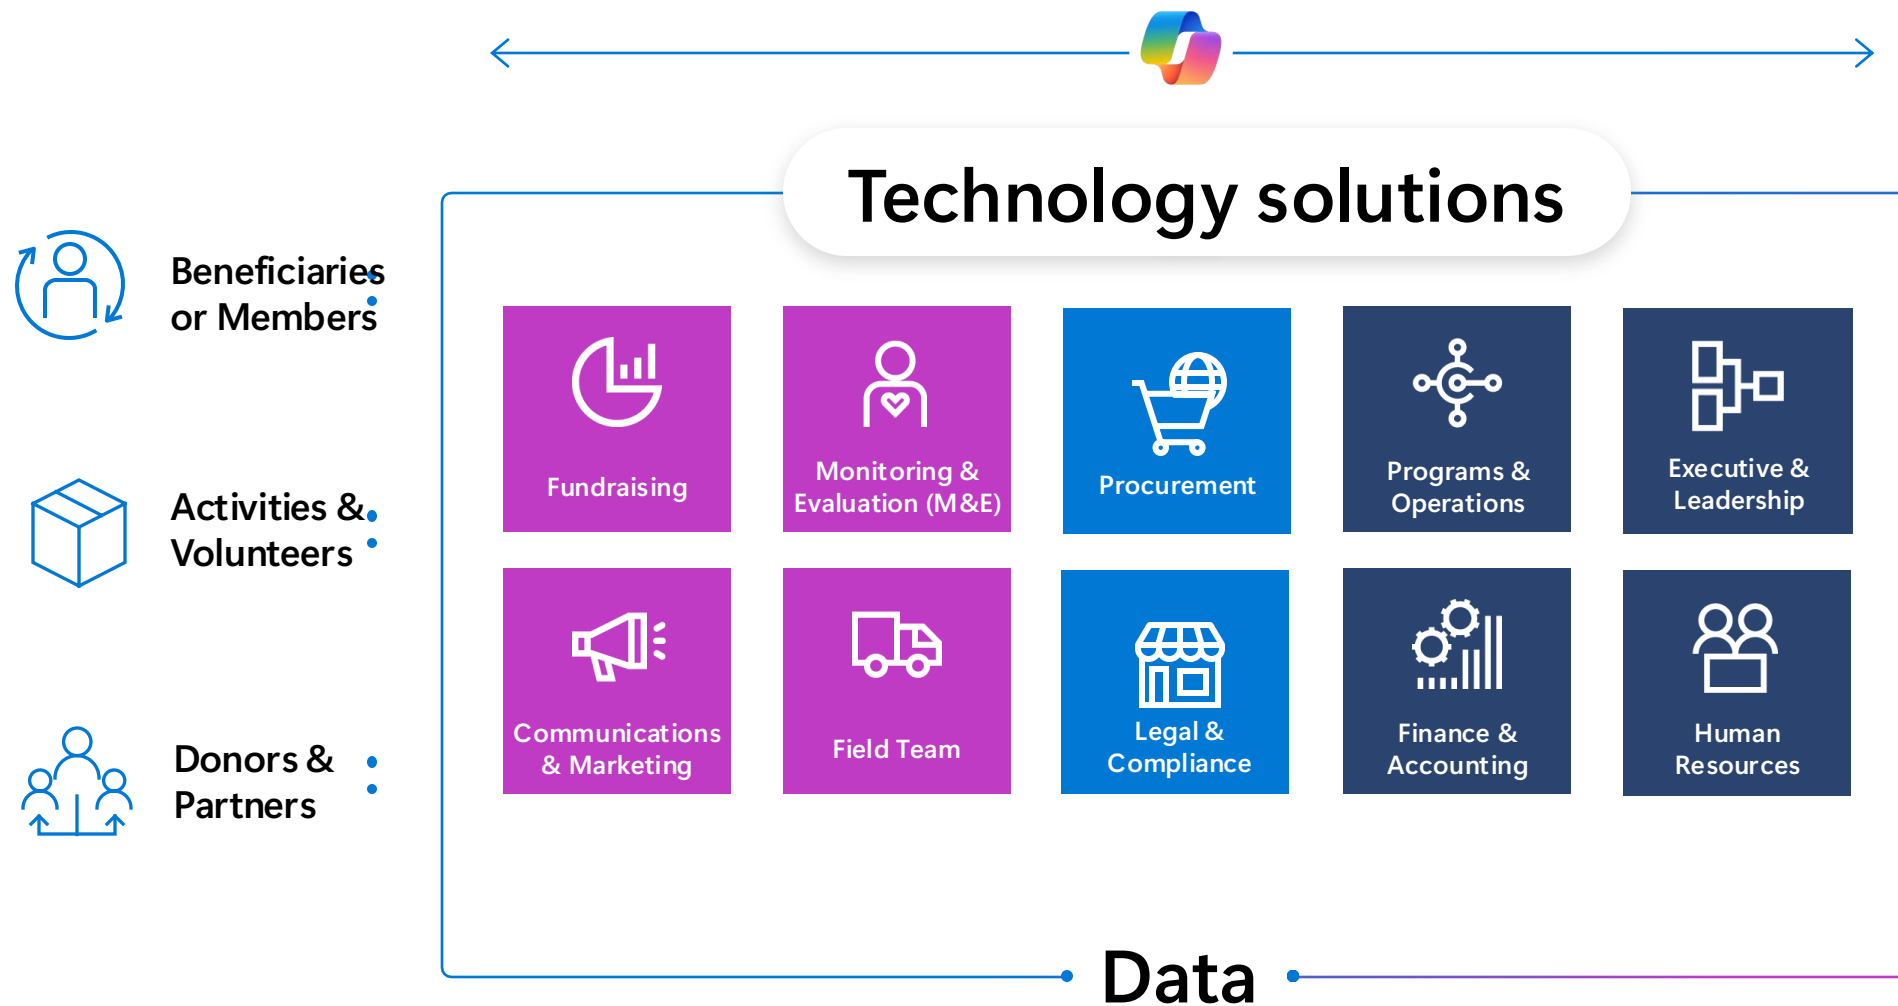 Technology solutions
Beneficiaries
or Members
Activities &
Volunteers
Donors &
Partners
Fundraising
Monitoring &
Evaluation (M&E)
Procurement
Programs &
Operations
Executive &
Leadership
Communications
& Marketing
Field Team
Legal &
Compliance
Finance &
Accounting
Human
Resources
Data